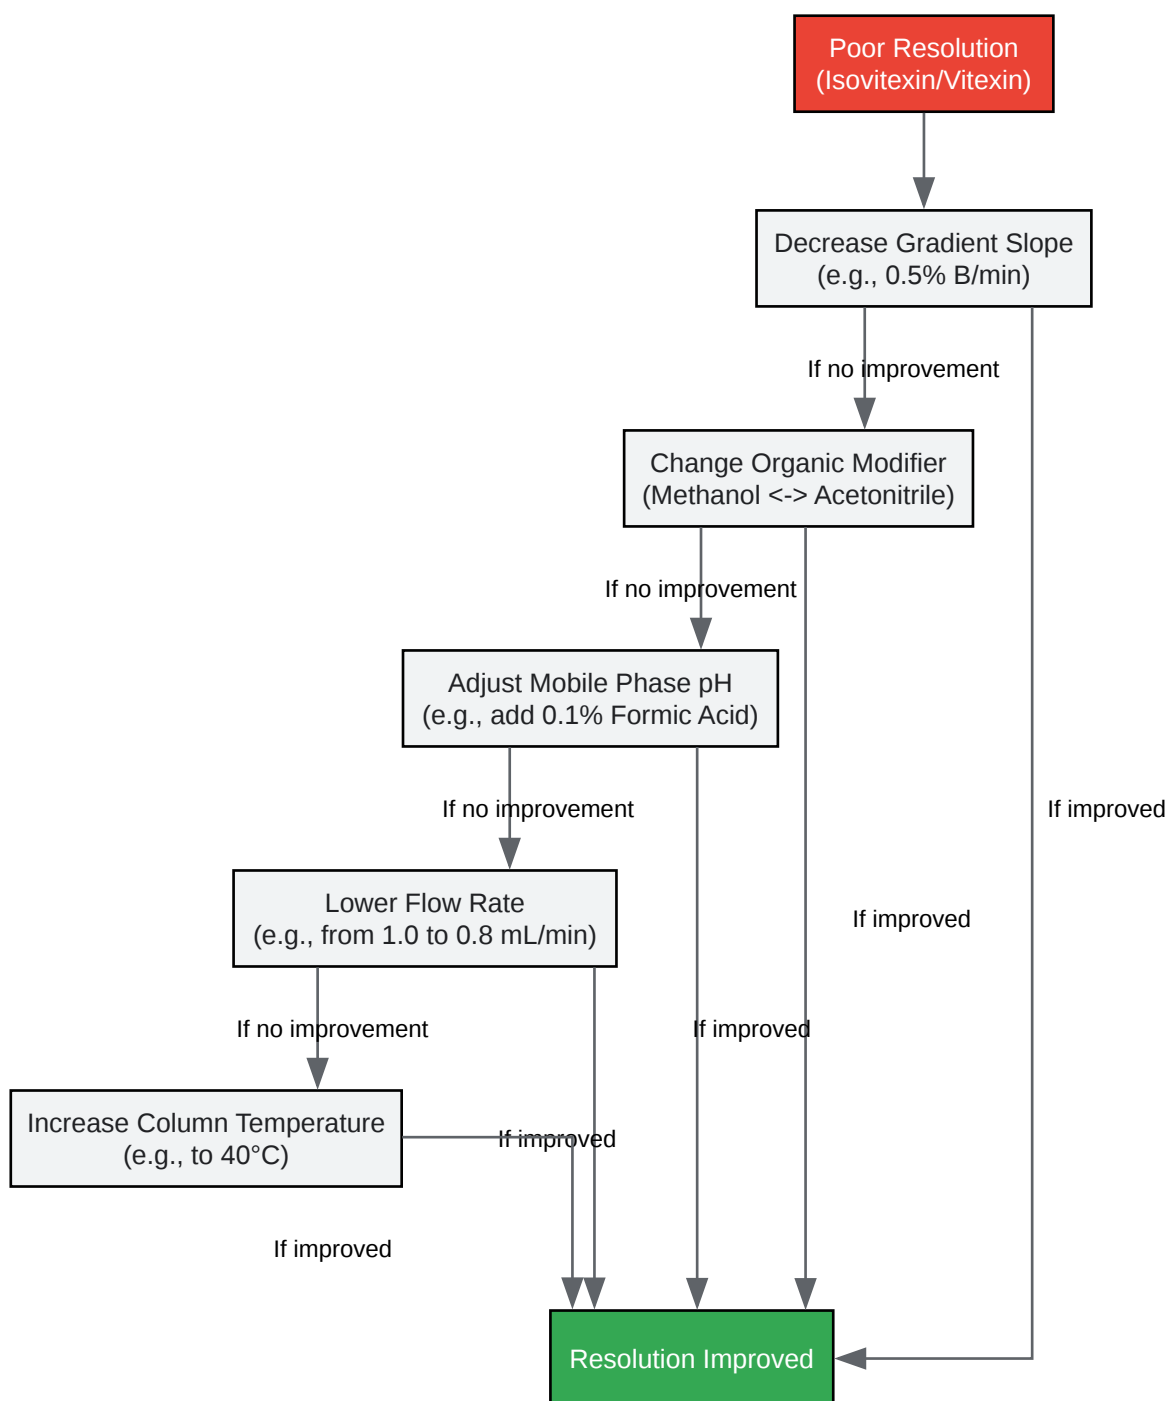 Poor Resolution
(Isovitexin/Vitexin)
Decrease Gradient Slope
(e.g., 0.5% B/min)
If no improvement
Change Organic Modifier
(Methanol <-> Acetonitrile)
If no improvement
Adjust Mobile Phase pH
(e.g., add 0.1% Formic Acid)
If no improvement
If improved
Lower Flow Rate
(e.g., from 1.0 to 0.8 mL/min)
If improved
If no improvement
If improved
Increase Column Temperature
(e.g., to 40°C)
If improved
If improved
Resolution Improved